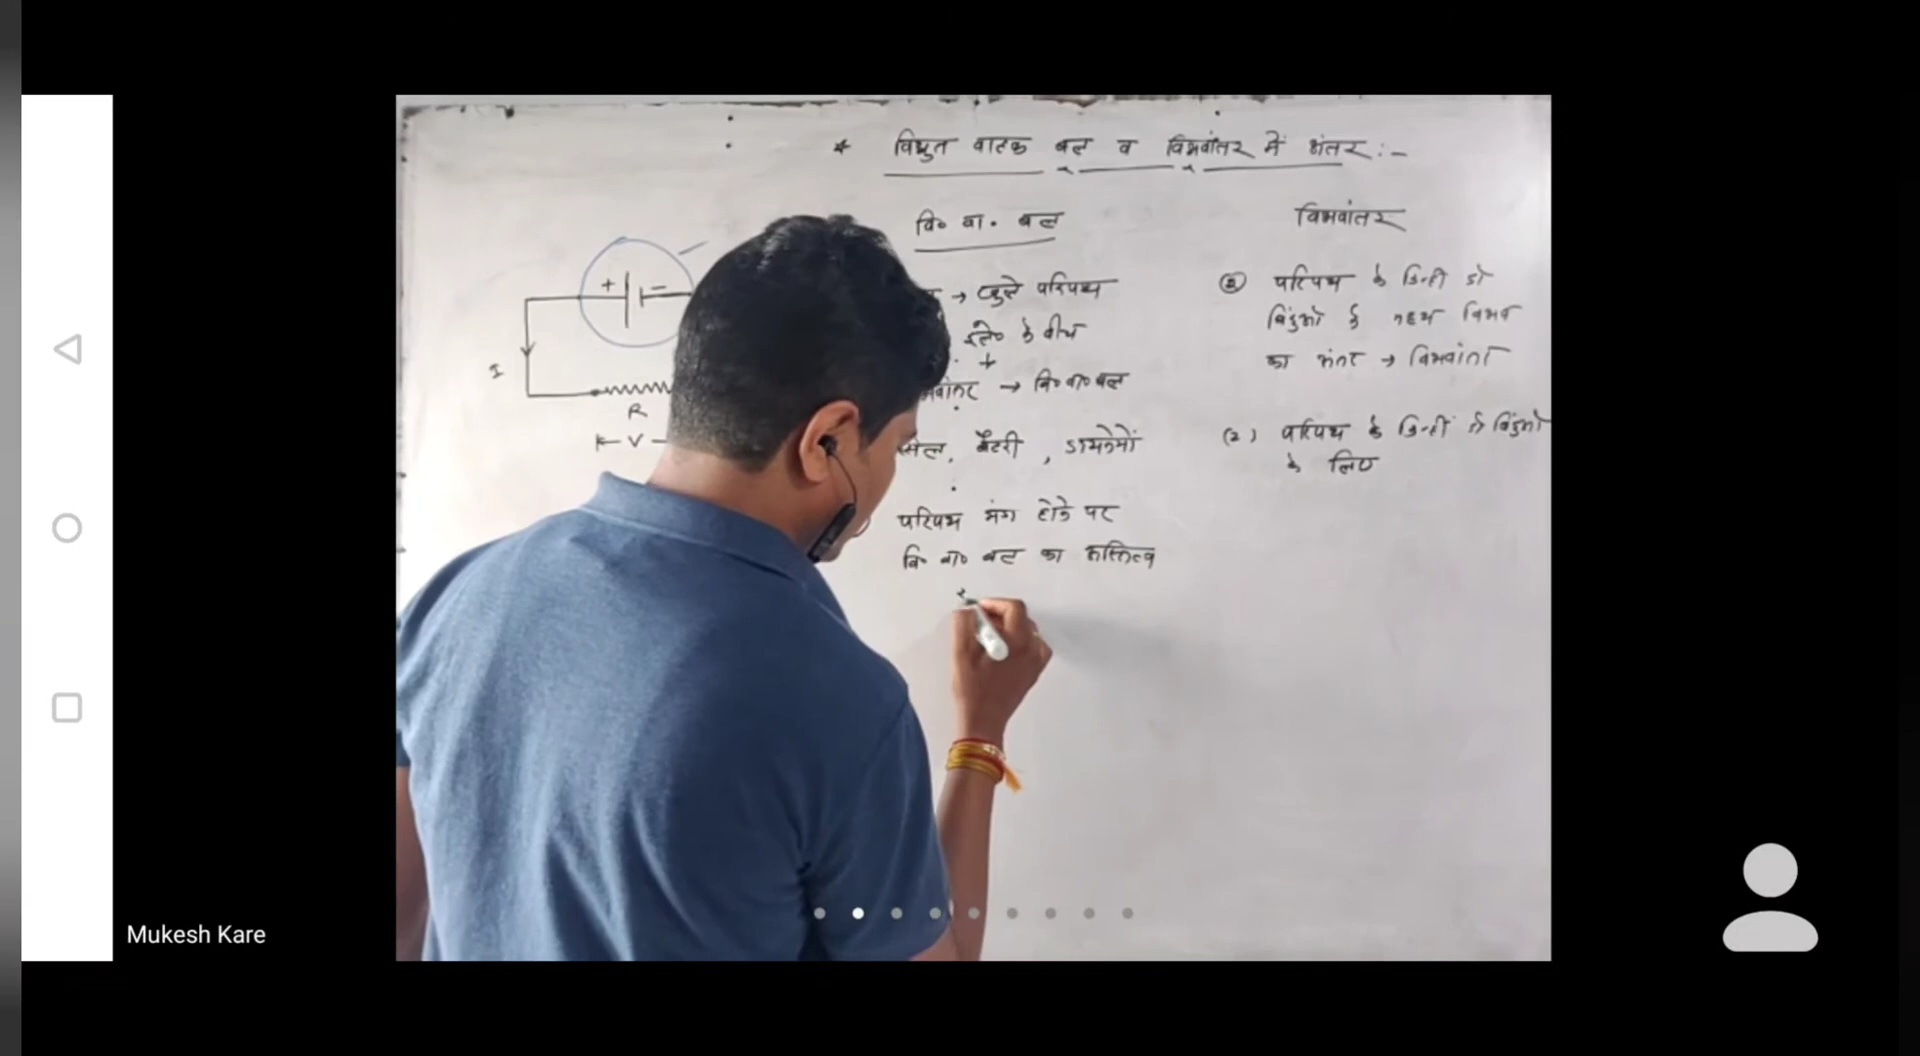 * विद्युत वाहक बल व विभवांतर में अंतर :-
वि० वा. बल
→ खुले परिपथ
इले० के बीच
→ वि० वा० बल
सेल, बैटरी, डायनेमों
परिपथ भंग होने पर
वि० वा० बल का अस्तित्व
विभवांतर
परिपथ के किन्ही दो
बिंदुओं के मध्य विभव
का अंतर → विभवांतर
(2) परिपथ के किन्हीं दो बिंदुओं
के लिए
+ -
I
R
V
Mukesh Kare